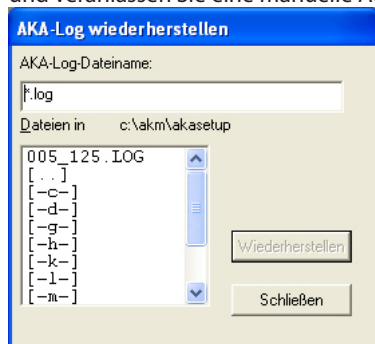 und veranlassen Sie eine manuelle A
AKA-Log wiederherstellen
AKA-Log-Dateiname:
*.log
Dateien in c:\akm\akasetup
005_125.LOG
[..]
[-c-]
[-d-]
[-g-]
[-h-]
[-k-]
[-l-]
[-m-]
Wiederherstellen
Schließen